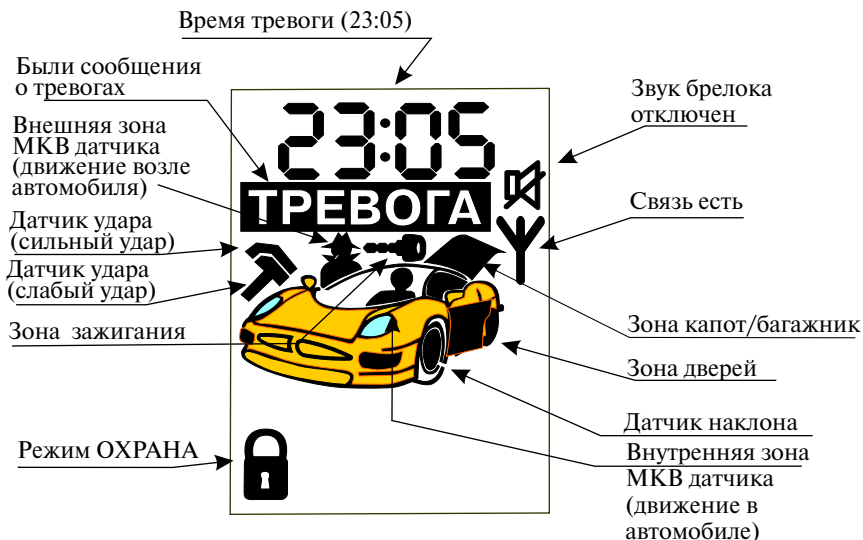 Время тревоги (23:05)
Были сообщения
о тревогах
Внешняя зона
МКВ датчика
(движение возле
автомобиля)
Датчик удара
(сильный удар)
Датчик удара
(слабый удар)
Зона зажигания
Режим ОХРАНА
23:05
ТРЕВОГА
Звук брелока
отключен
Связь есть
Зона капот/багажник
Зона дверей
Датчик наклона
Внутренняя зона
МКВ датчика
(движение в
автомобиле)